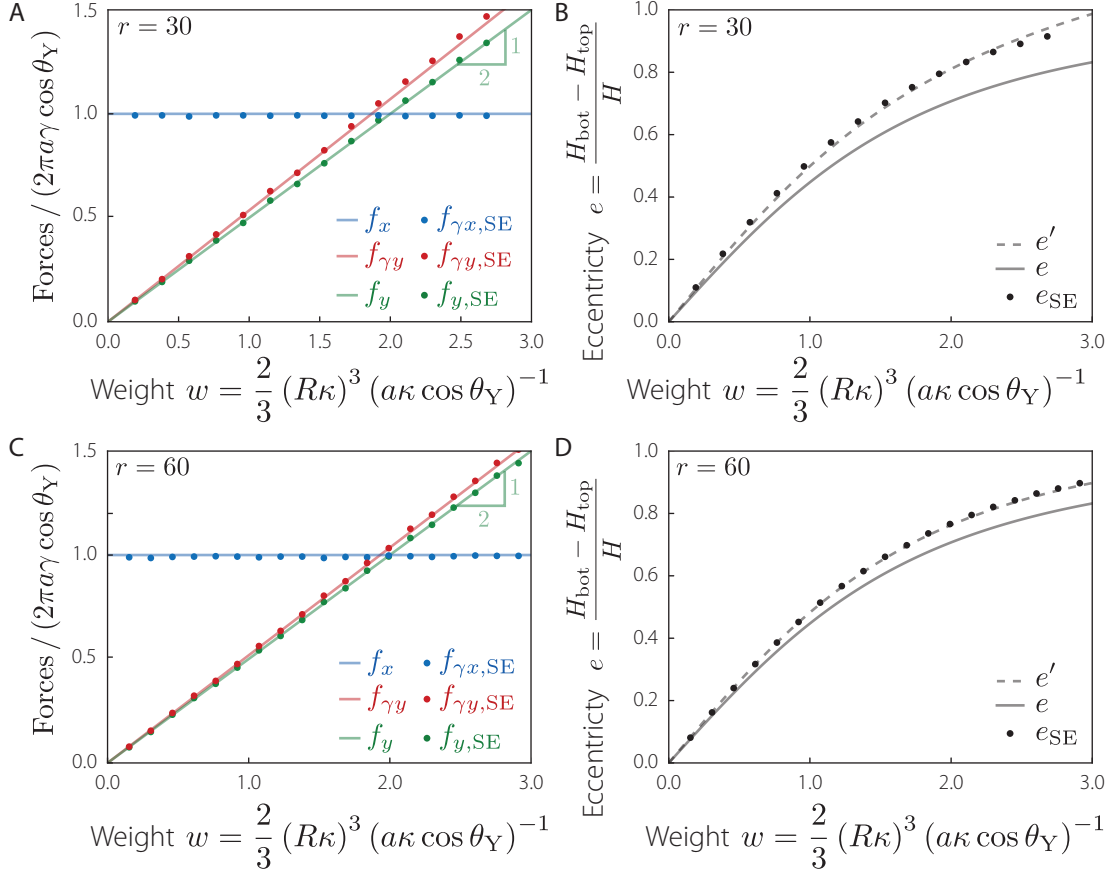 A
r = 30
Forces / (2πaγ cos θ_Y)
1.5
1.0
0.5
0.0
1
2
f_x f_γx,SE
f_γy f_γy,SE
f_y f_y,SE
0.0 0.5 1.0 1.5 2.0 2.5 3.0
Weight w = 2/3 (Rκ)³ (aκ cos θ_Y)⁻¹
B
r = 30
Eccentricty e = (H_bot − H_top)/H
1.0
0.8
0.6
0.4
0.2
0.0
e′
e
e_SE
0.0 1.0 2.0 3.0
Weight w = 2/3 (Rκ)³ (aκ cos θ_Y)⁻¹
C
r = 60
Forces / (2πaγ cos θ_Y)
1.5
1.0
0.5
0.0
1
2
f_x f_γx,SE
f_γy f_γy,SE
f_y f_y,SE
0.0 1.0 2.0 3.0
Weight w = 2/3 (Rκ)³ (aκ cos θ_Y)⁻¹
D
r = 60
Eccentricty e = (H_bot − H_top)/H
1.0
0.8
0.6
0.4
0.2
0.0
e′
e
e_SE
0.0 1.0 2.0 3.0
Weight w = 2/3 (Rκ)³ (aκ cos θ_Y)⁻¹